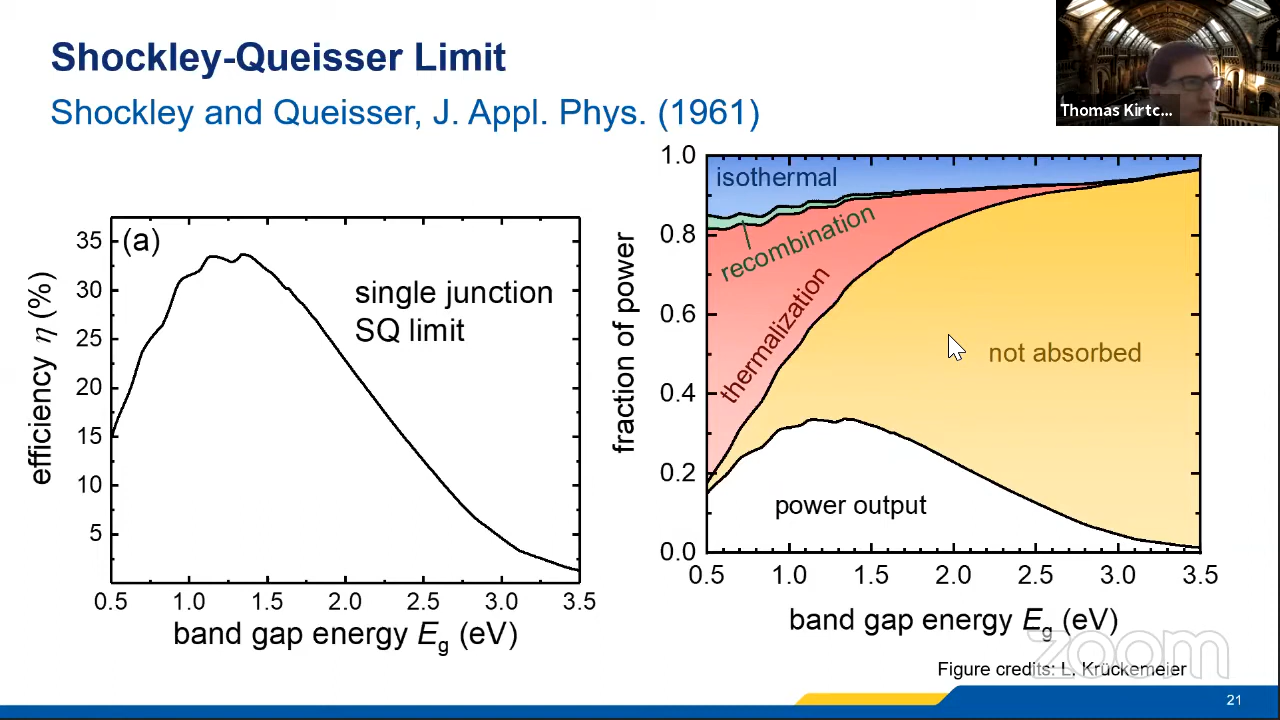 Shockley-Queisser Limit
Shockley and Queisser, J. Appl. Phys. (1961)
Thomas Kirtc...
(a)
single junction
SQ limit
35
30
25
20
15
10
5
efficiency η (%)
0.5 1.0 1.5 2.0 2.5 3.0 3.5
band gap energy Eg (eV)
1.0
0.8
0.6
0.4
0.2
0.0
fraction of power
isothermal
recombination
thermalization
not absorbed
power output
0.5 1.0 1.5 2.0 2.5 3.0 3.5
band gap energy Eg (eV)
zoom
Figure credits: L. Krückemeier
21